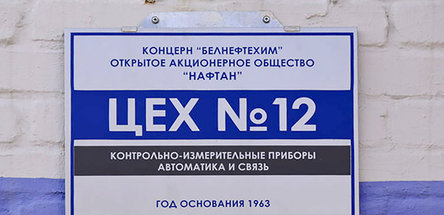 КОНЦЕРН "БЕЛНЕФТЕХИМ"
ОТКРЫТОЕ АКЦИОНЕРНОЕ ОБЩЕСТВО
"НАФТАН"
ЦЕХ №12
КОНТРОЛЬНО-ИЗМЕРИТЕЛЬНЫЕ ПРИБОРЫ
АВТОМАТИКА И СВЯЗЬ
ГОД ОСНОВАНИЯ 1963